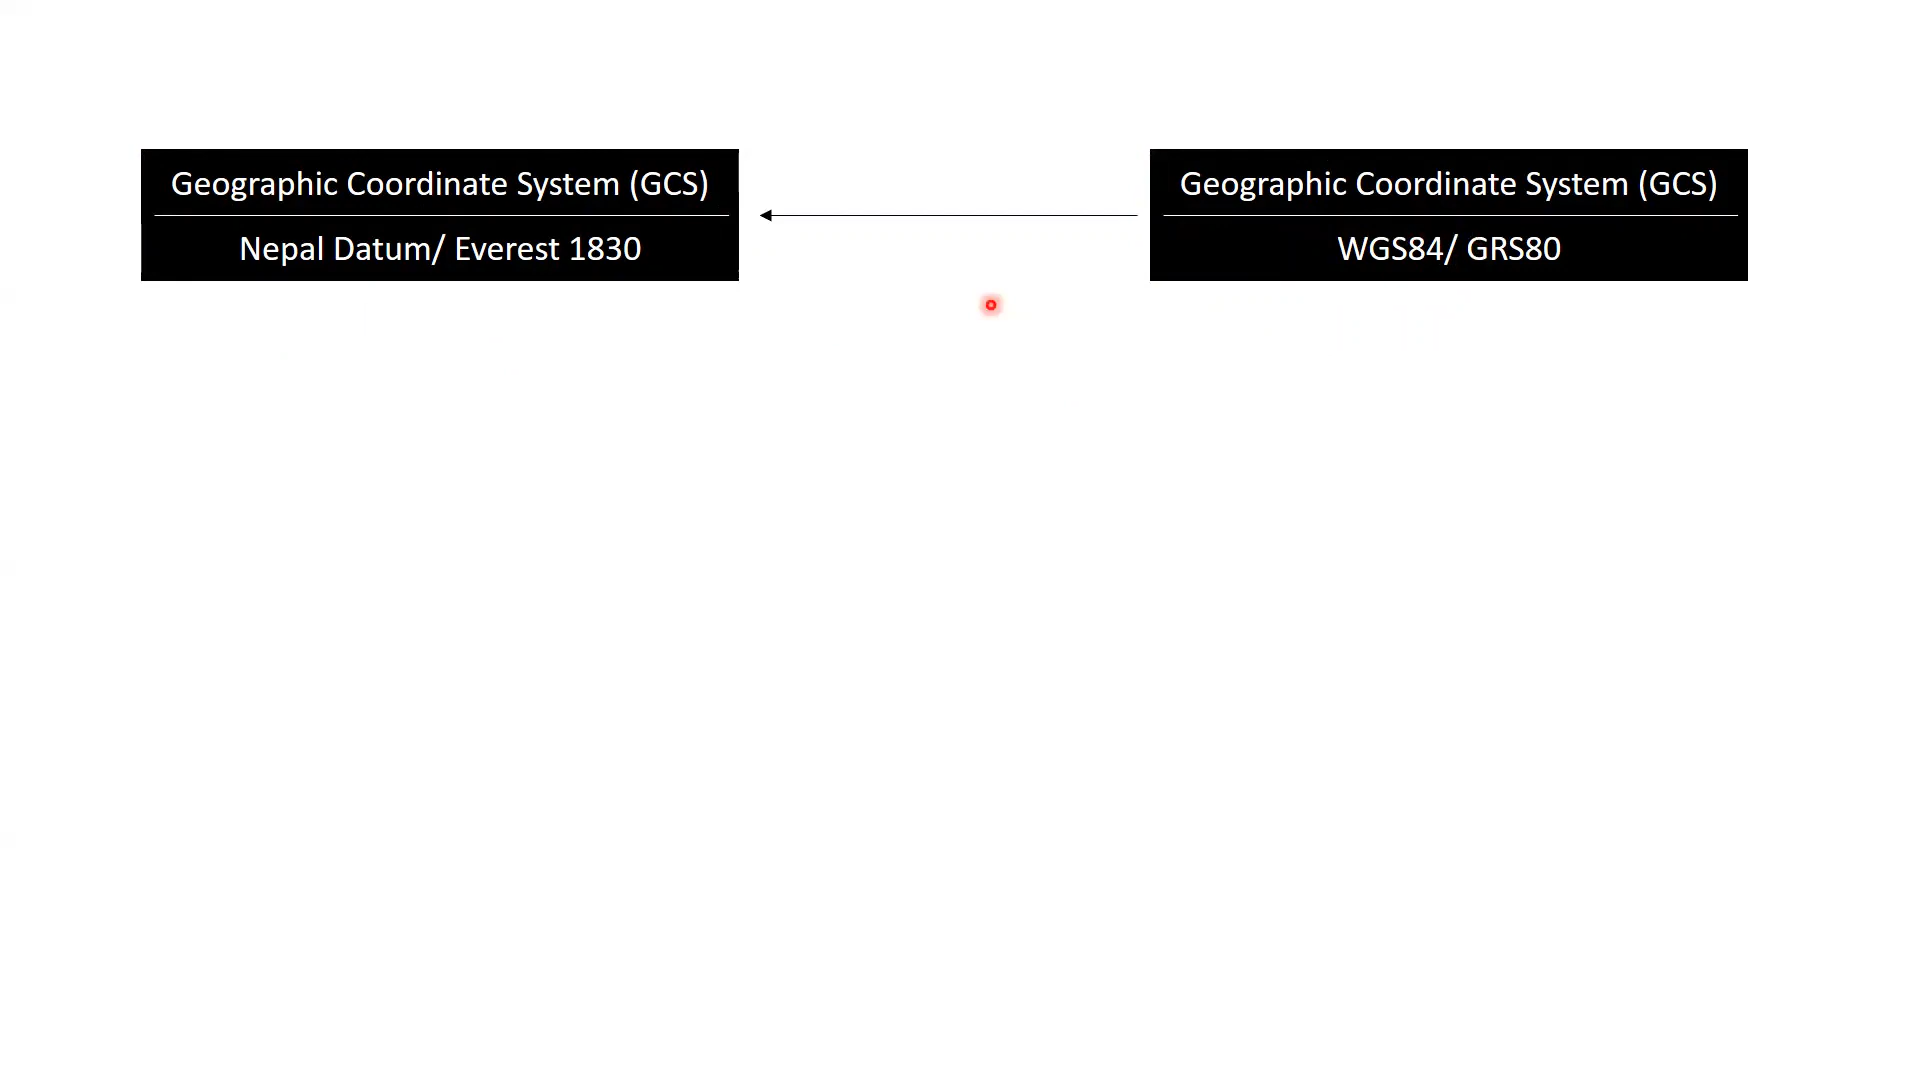 Geographic Coordinate System (GCS)
Nepal Datum/ Everest 1830
Geographic Coordinate System (GCS)
WGS84/ GRS80